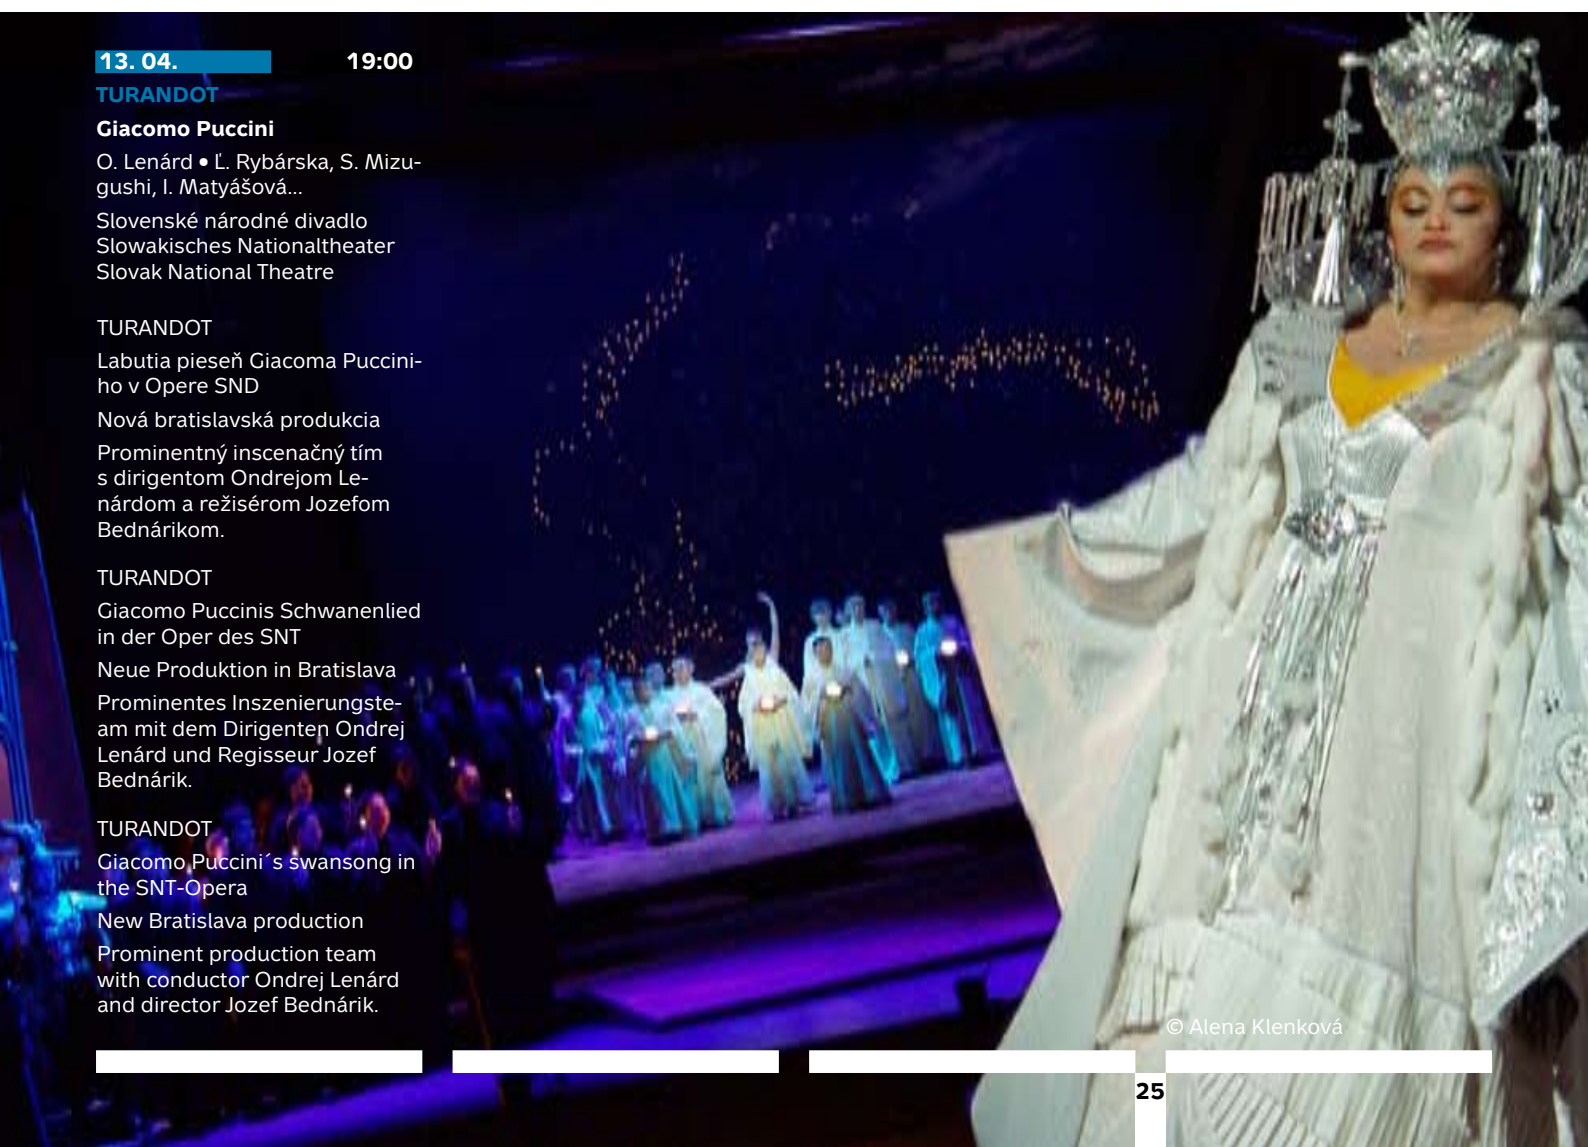 13. 04. 19:00
TURANDOT
Giacomo Puccini
O. Lenárd • Ľ. Rybárska, S. Mizu-
gushi, I. Matyášová...
Slovenské národné divadlo
Slowakisches Nationaltheater
Slovak National Theatre
TURANDOT
Labutia pieseň Giacoma Puccini-
ho v Opere SND
Nová bratislavská produkcia
Prominentný inscenačný tím
s dirigentom Ondrejom Le-
nárdom a režisérom Jozefom
Bednárikom.
TURANDOT
Giacomo Puccinis Schwanenlied
in der Oper des SNT
Neue Produktion in Bratislava
Prominentes Inszenierungste-
am mit dem Dirigenten Ondrej
Lenárd und Regisseur Jozef
Bednárik.
TURANDOT
Giacomo Puccini´s swansong in
the SNT-Opera
New Bratislava production
Prominent production team
with conductor Ondrej Lenárd
and director Jozef Bednárik.
© Alena Klenková
25